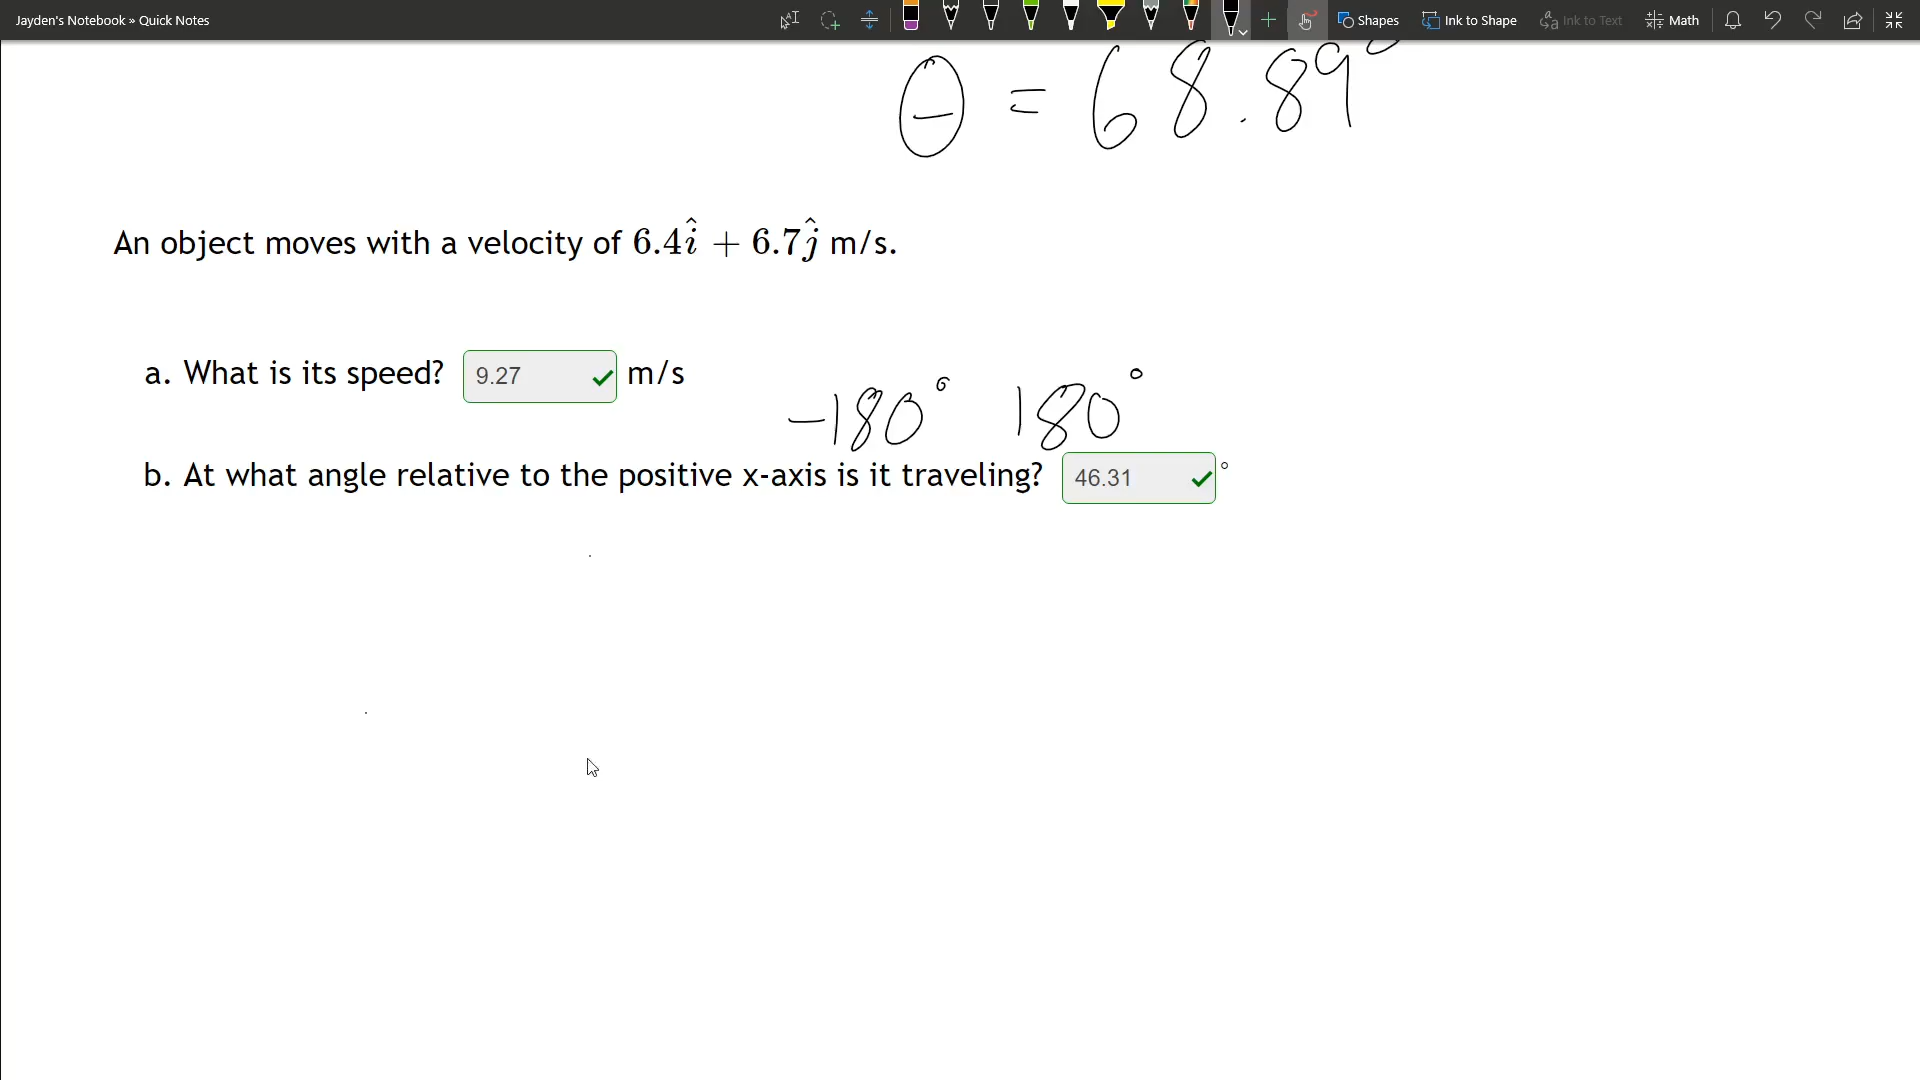 Jayden's Notebook » Quick Notes
Shapes Ink to Shape Ink to Text Math
θ = 68.89°
An object moves with a velocity of 6.4î + 6.7ĵ m/s.
a. What is its speed? 9.27 m/s
-180° 180°
b. At what angle relative to the positive x-axis is it traveling? 46.31 °